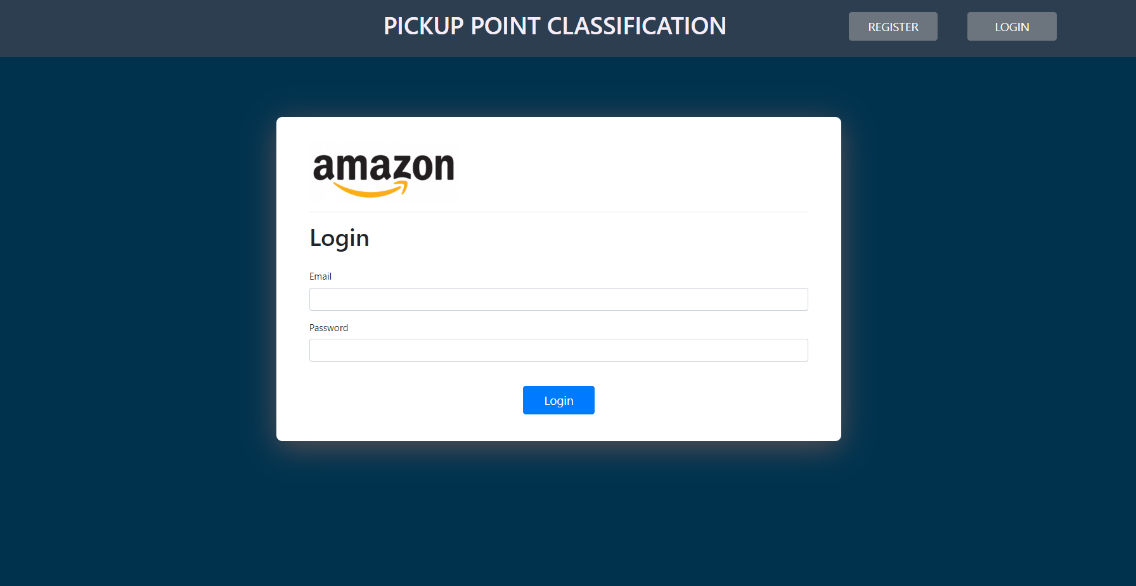 PICKUP POINT CLASSIFICATION
REGISTER
LOGIN
amazon
Login
Email
Password
Login